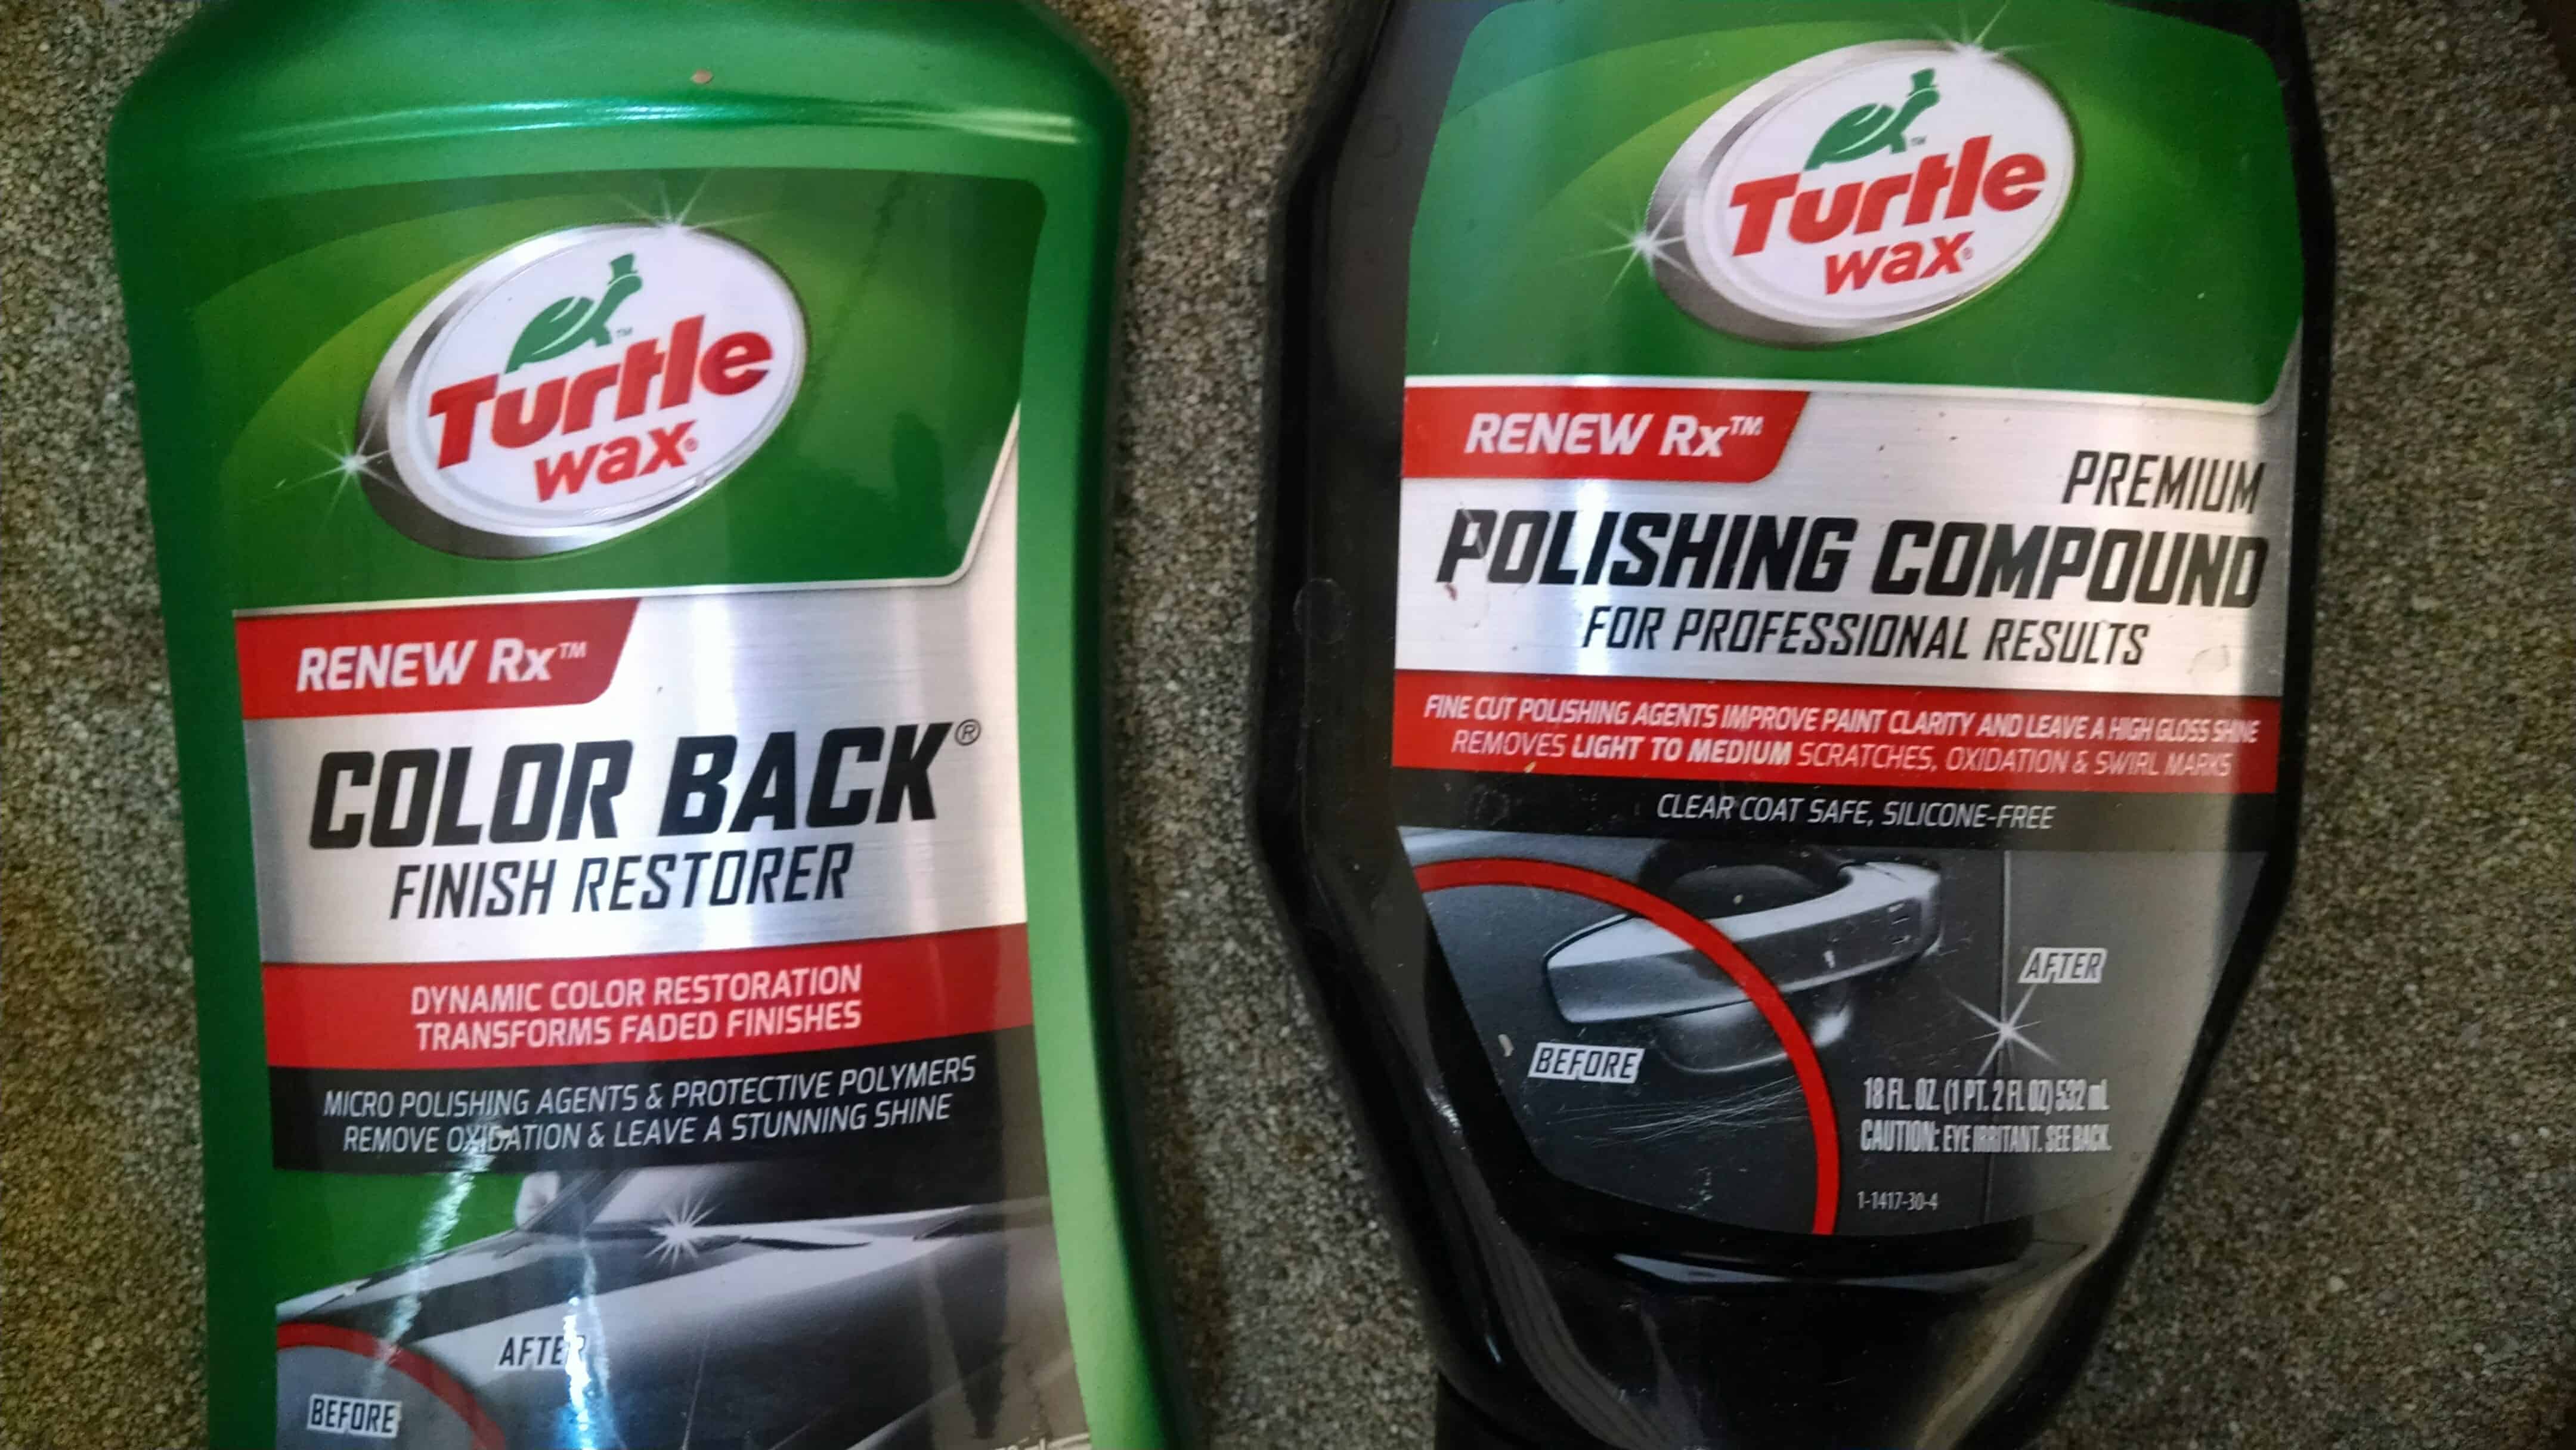 Turtle
wax®
RENEW Rx™
COLOR BACK®
FINISH RESTORER
DYNAMIC COLOR RESTORATION
TRANSFORMS FADED FINISHES
MICRO POLISHING AGENTS & PROTECTIVE POLYMERS
REMOVE OXIDATION & LEAVE A STUNNING SHINE
AFTER
BEFORE
Turtle
wax®
RENEW Rx™
PREMIUM
POLISHING COMPOUND
FOR PROFESSIONAL RESULTS
FINE CUT POLISHING AGENTS IMPROVE PAINT CLARITY AND LEAVE A HIGH GLOSS SHINE
REMOVES LIGHT TO MEDIUM SCRATCHES, OXIDATION & SWIRL MARKS
CLEAR COAT SAFE, SILICONE-FREE
AFTER
BEFORE
18 FL. OZ. (1 PT. 2 FL OZ) 532 mL
CAUTION: EYE IRRITANT. SEE BACK.
1-1417-30-4